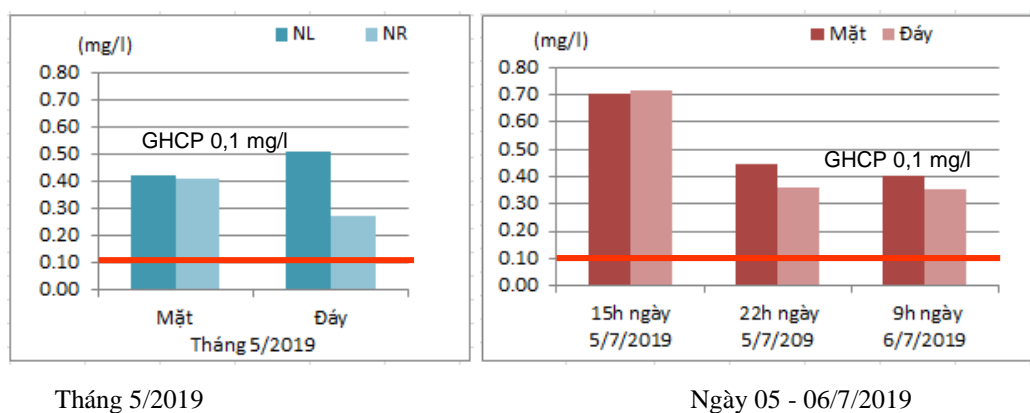 NL NR
(mg/l)
0.80
0.70
0.60
0.50
0.40
0.30
0.20
0.10
0.00
GHCP 0,1 mg/l
Mặt Đáy
Tháng 5/2019
Mặt Đáy
(mg/l)
0.80
0.70
0.60
0.50
0.40
0.30
0.20
0.10
0.00
GHCP 0,1 mg/l
15h ngày 22h ngày 9h ngày
5/7/2019 5/7/209 6/7/2019
Tháng 5/2019 Ngày 05 - 06/7/2019